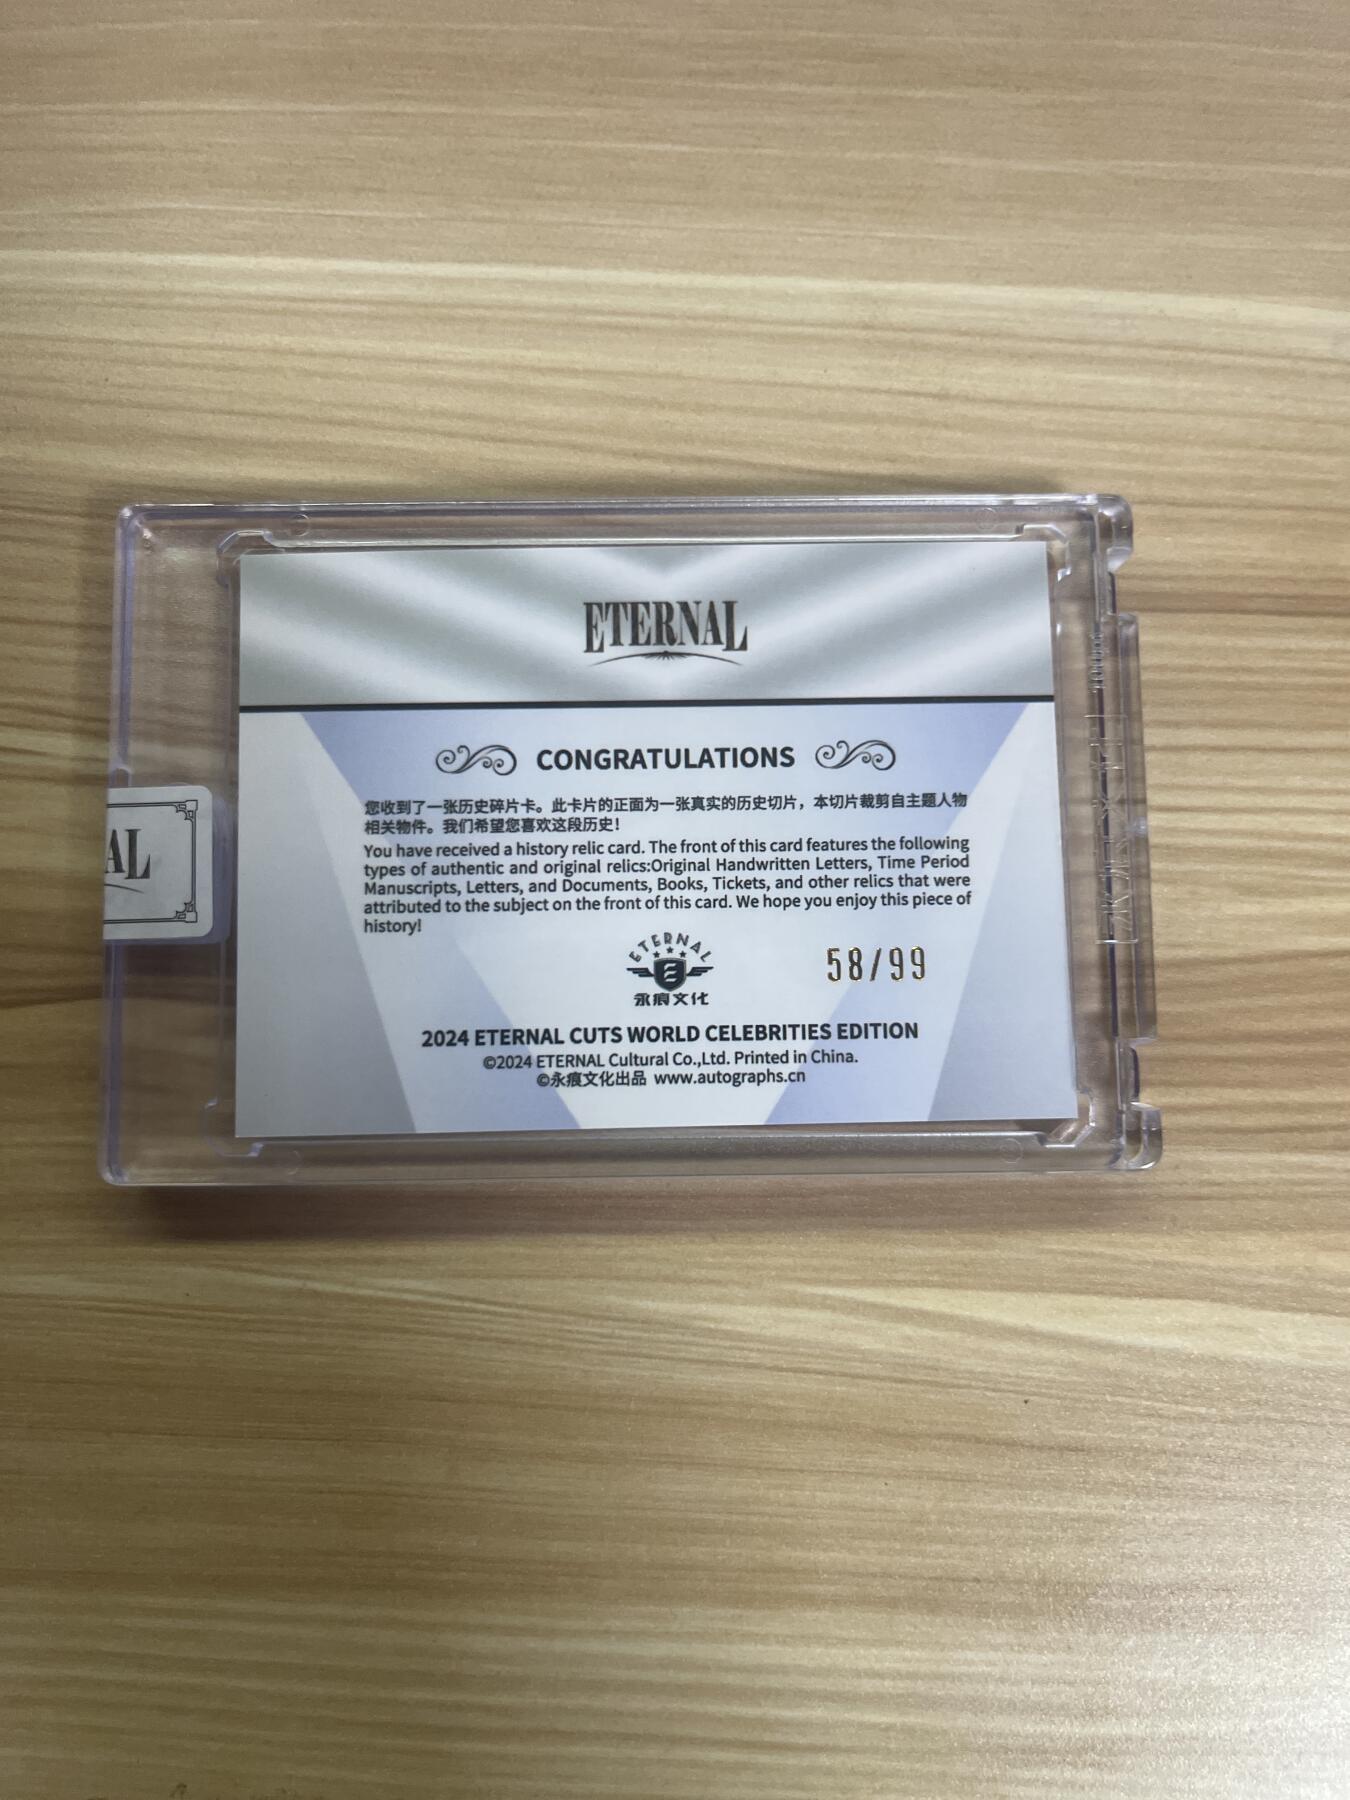 ETERNAL
CONGRATULATIONS
您收到了一张历史碎片卡。此卡片的正面为一张真实的历史切片，本切片裁剪自主题人物
相关物件。我们希望您喜欢这段历史!
You have received a history relic card. The front of this card features the following
types of authentic and original relics:Original Handwritten Letters, Time Period
Manuscripts, Letters, and Documents, Books, Tickets, and other relics that were
attributed to the subject on the front of this card. We hope you enjoy this piece of
history!
AL
ETERNAL
永痕文化
58/99
2024 ETERNAL CUTS WORLD CELEBRITIES EDITION
©2024 ETERNAL Cultural Co.,Ltd. Printed in China.
©永痕文化出品 www.autographs.cn